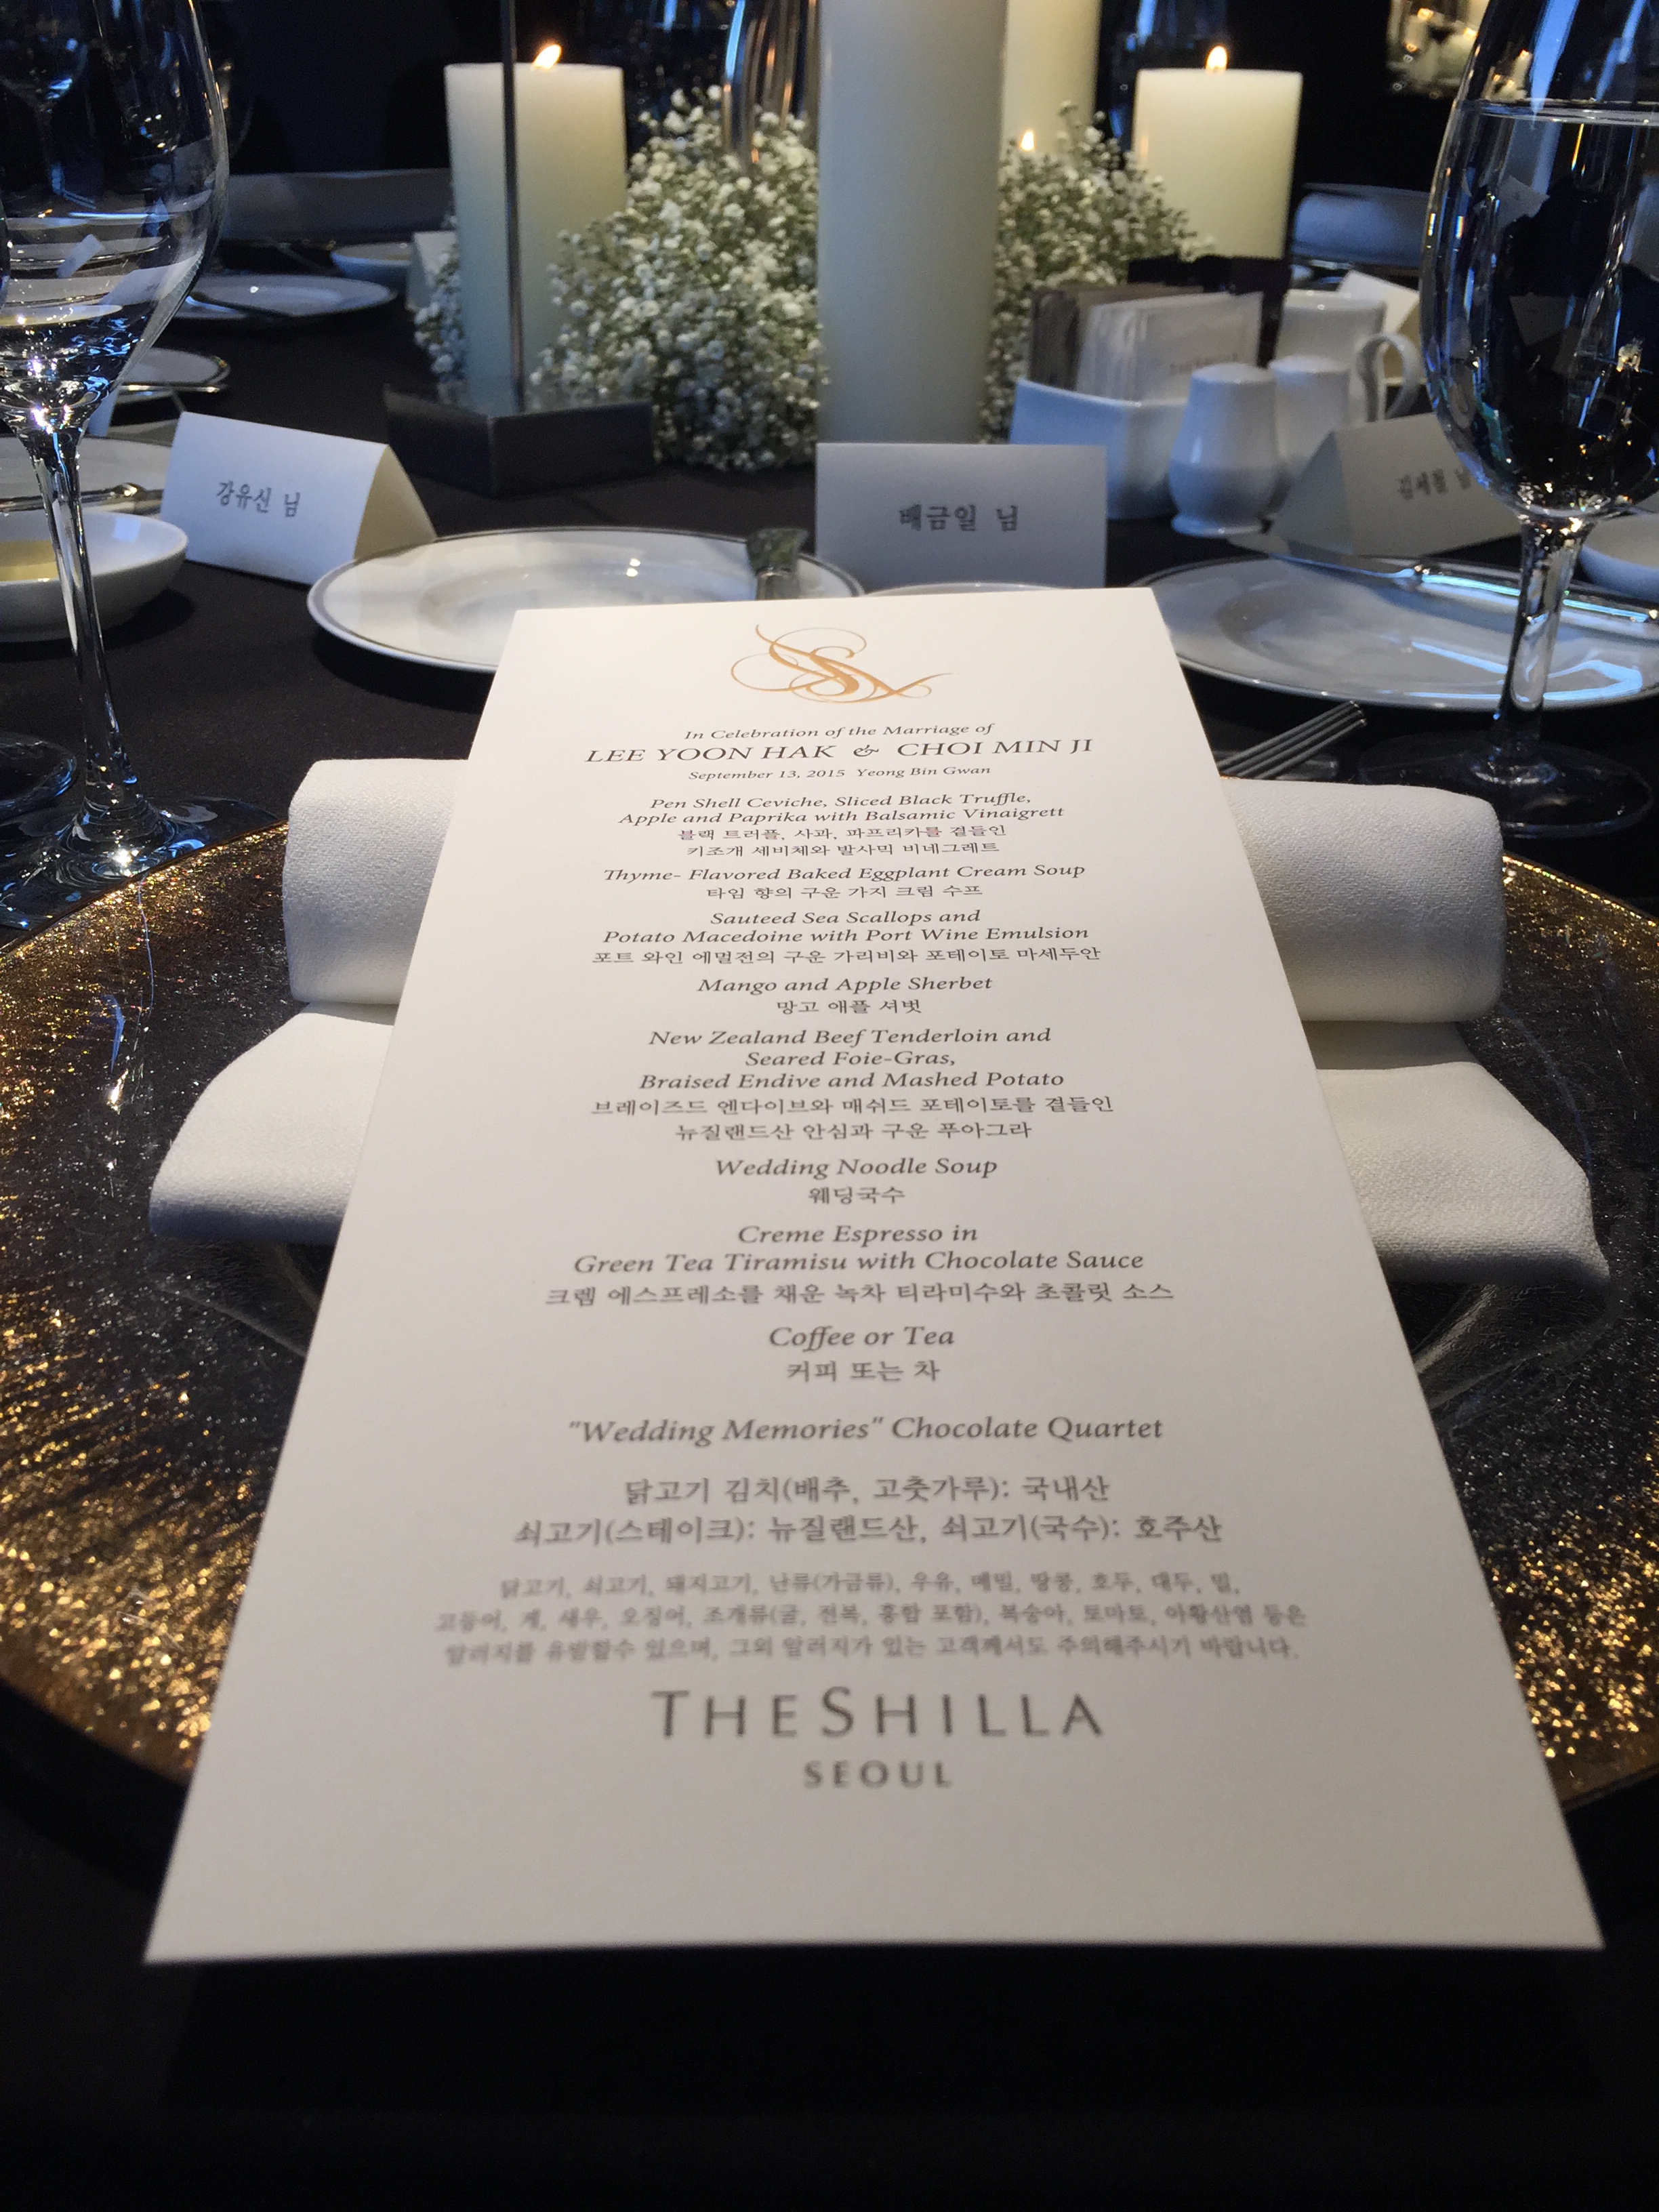 강유신 님
배금일 님
In Celebration of the Marriage of
LEE YOON HAK & CHOI MIN JI
September 13, 2015 Yeong Bin Gwan
Pen Shell Ceviche, Sliced Black Truffle,
Apple and Paprika with Balsamic Vinaigrett
블랙 트러플, 사과, 파프리카를 곁들인
키조개 세비체와 발사믹 비네그레트
Thyme- Flavored Baked Eggplant Cream Soup
타임 향의 구운 가지 크림 수프
Sauteed Sea Scallops and
Potato Macedoine with Port Wine Emulsion
포트 와인 에멀전의 구운 가리비와 포테이토 마세두안
Mango and Apple Sherbet
망고 애플 셔벗
New Zealand Beef Tenderloin and
Seared Foie-Gras,
Braised Endive and Mashed Potato
브레이즈드 엔다이브와 매쉬드 포테이토를 곁들인
뉴질랜드산 안심과 구운 푸아그라
Wedding Noodle Soup
웨딩국수
Creme Espresso in
Green Tea Tiramisu with Chocolate Sauce
크렘 에스프레소를 채운 녹차 티라미수와 초콜릿 소스
Coffee or Tea
커피 또는 차
"Wedding Memories" Chocolate Quartet
닭고기 김치(배추, 고춧가루): 국내산
쇠고기(스테이크): 뉴질랜드산, 쇠고기(국수): 호주산
닭고기, 쇠고기, 돼지고기, 난류(가금류), 우유, 메밀, 땅콩, 호두, 대두, 밀,
고등어, 게, 새우, 오징어, 조개류(굴, 전복, 홍합 포함), 복숭아, 토마토, 아황산염 등은
알러지를 유발할수 있으며, 그외 알러지가 있는 고객께서도 주의해주시기 바랍니다.
THE SHILLA
SEOUL